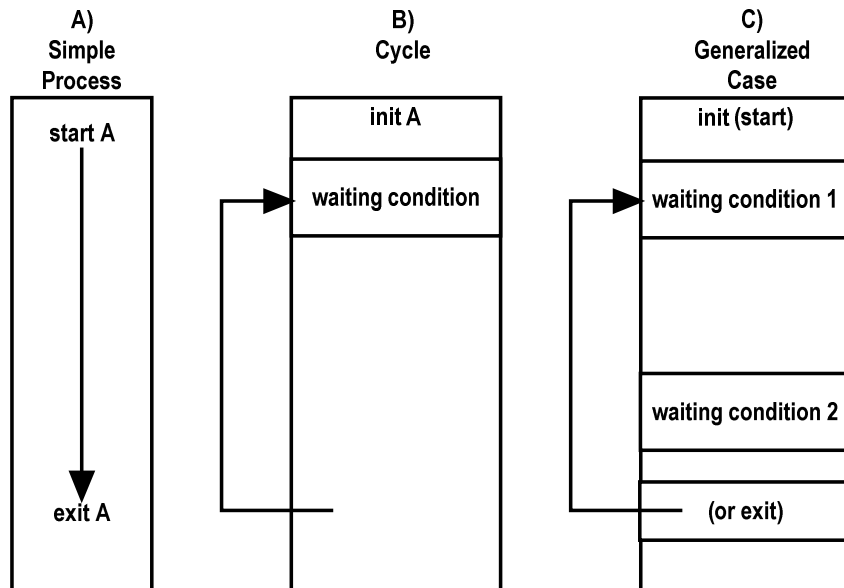 A)
Simple
Process
start A
exit A
B)
Cycle
init A
waiting condition
C)
Generalized
Case
init (start)
waiting condition 1
waiting condition 2
(or exit)